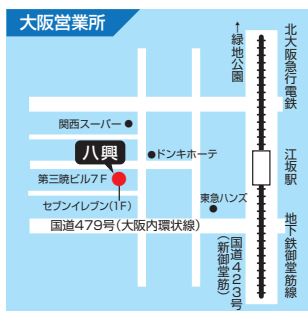 大阪営業所
↑緑地公園
北大阪急行電鉄
関西スーパー
八興
ドンキホーテ
江坂駅
第三暁ビル7F
セブンイレブン(1F)
東急ハンズ
国道479号(大阪内環状線)
国道423号
(新御堂筋)
地下鉄御堂筋線